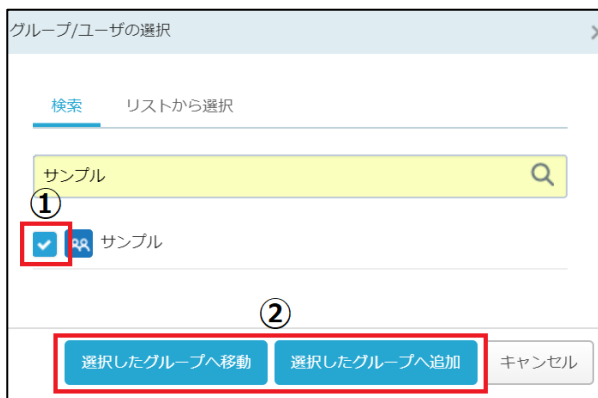 グループ/ユーザの選択
検索 リストから選択
サンプル
①
サンプル
②
選択したグループへ移動 選択したグループへ追加 キャンセル